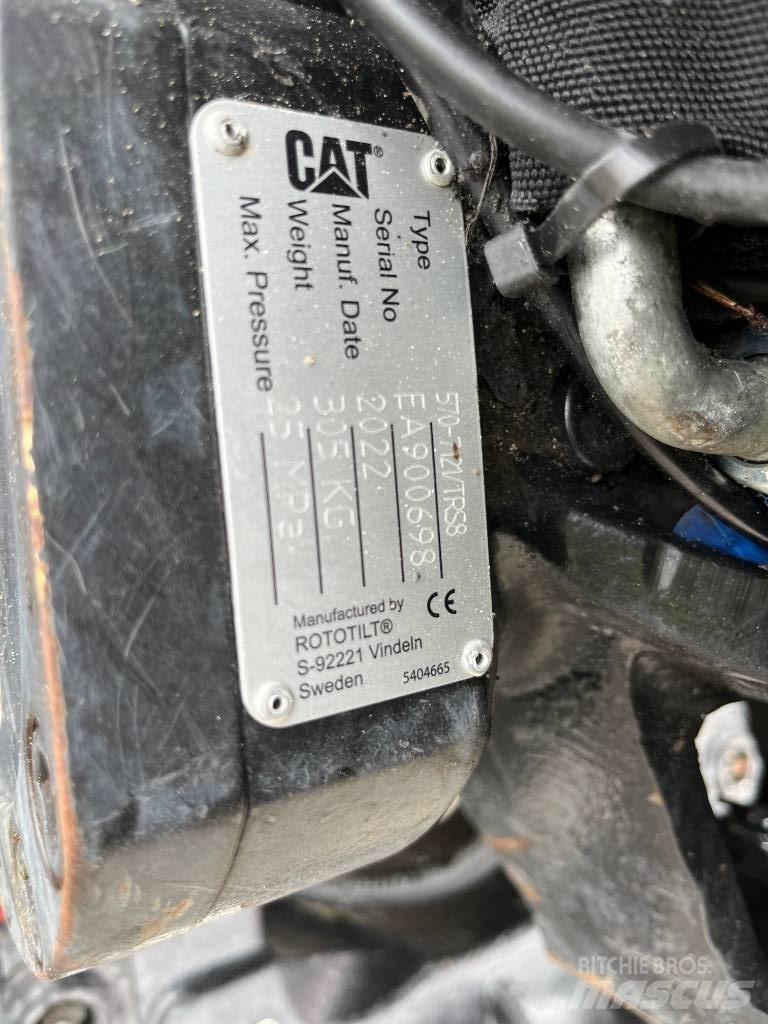 CAT®
Type 570-7121/TRS8
Serial No EA900698
Manuf. Date 2022
Weight 305 KG
Max. Pressure 25 MPa
Manufactured by
ROTOTILT®
S-92221 Vindeln
Sweden
CE
5404665
RITCHIE BROS.
MASCUS